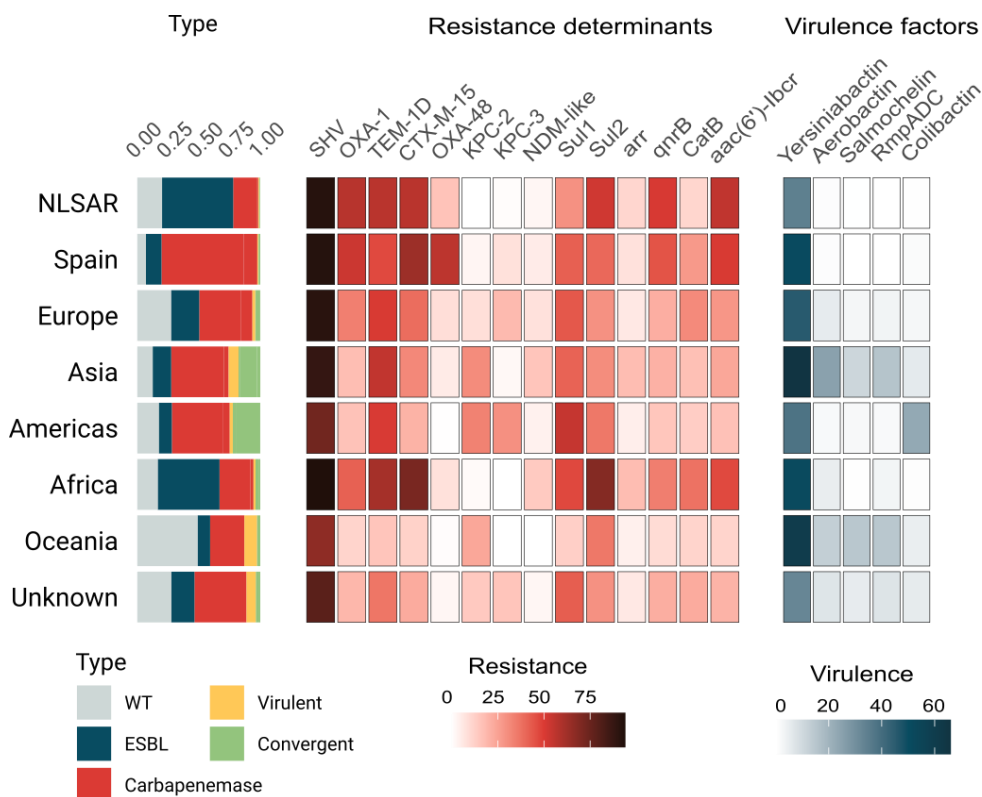 Type
Resistance determinants
Virulence factors
0.00
0.25
0.50
0.75
1.00
SHV
OXA-1
TEM-1D
CTX-M-15
OXA-48
KPC-2
KPC-3
NDM-like
Sul1
Sul2
arr
qnrB
CatB
aac(6')-Ibcr
Yersiniabactin
Aerobactin
Salmochelin
RmpADC
Colibactin
NLSAR
Spain
Europe
Asia
Americas
Africa
Oceania
Unknown
Type
WT
Virulent
ESBL
Convergent
Carbapenemase
Resistance
0 25 50 75
Virulence
0 20 40 60